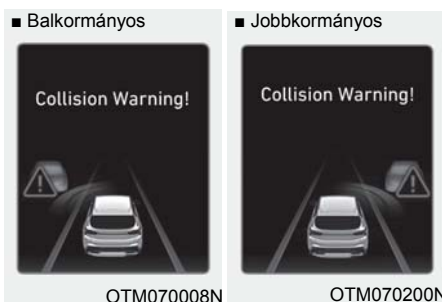 ■ Balkormányos
Collision Warning!
OTM070008N
■ Jobbkormányos
Collision Warning!
OTM070200N